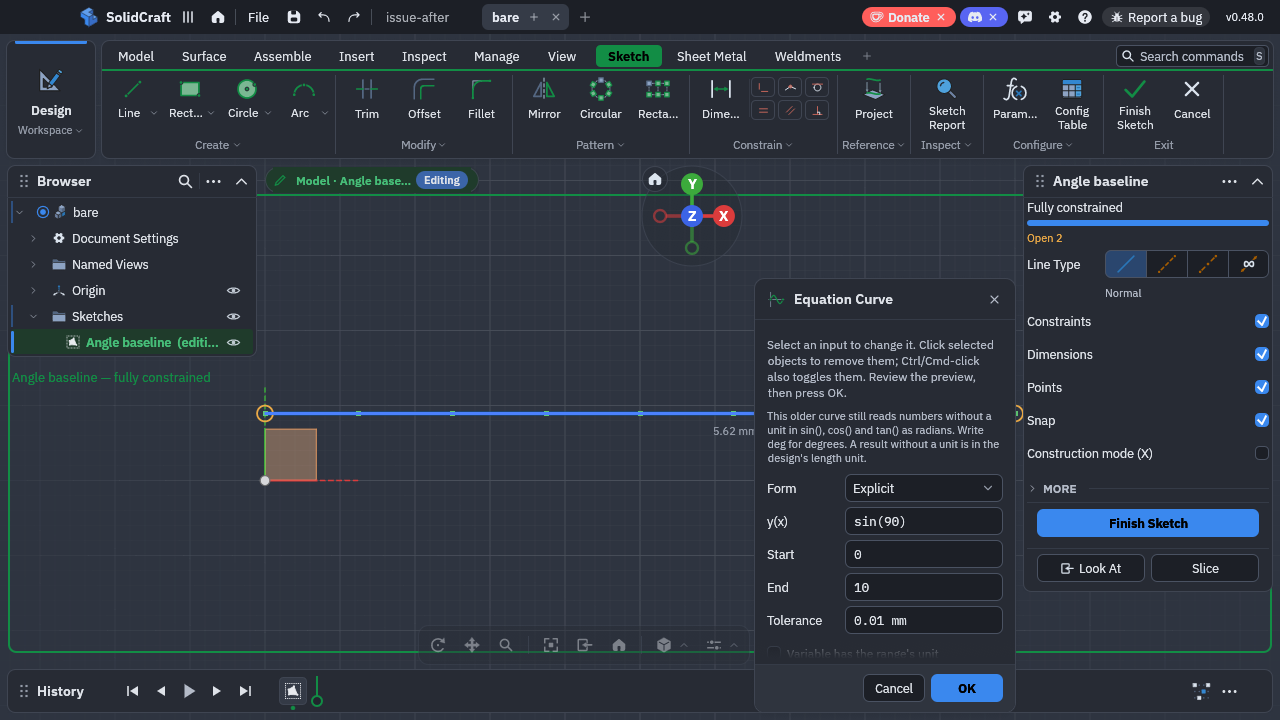 SolidCraft
File
issue-after
bare
Donate
Report a bug
v0.48.0
Design
Workspace
Model
Surface
Assemble
Insert
Inspect
Manage
View
Sketch
Sheet Metal
Weldments
Search commands
S
Line
Rect...
Circle
Arc
Trim
Offset
Fillet
Mirror
Circular
Recta...
Dime...
Project
Sketch
Report
Param...
Config
Table
Finish
Sketch
Cancel
Create
Modify
Pattern
Constrain
Reference
Inspect
Configure
Exit
Browser
bare
Document Settings
Named Views
Origin
Sketches
Angle baseline (editi...
Model · Angle base...
Editing
Y
Z
X
Angle baseline — fully constrained
5.62 mm
Equation Curve
Select an input to change it. Click selected
objects to remove them; Ctrl/Cmd-click
also toggles them. Review the preview,
then press OK.
This older curve still reads numbers without a
unit in sin(), cos() and tan() as radians. Write
deg for degrees. A result without a unit is in the
design's length unit.
Form
Explicit
y(x)
sin(90)
Start
0
End
10
Tolerance
0.01 mm
Variable has the range's unit
Cancel
OK
Angle baseline
Fully constrained
Open 2
Line Type
Normal
Constraints
Dimensions
Points
Snap
Construction mode (X)
MORE
Finish Sketch
Look At
Slice
History